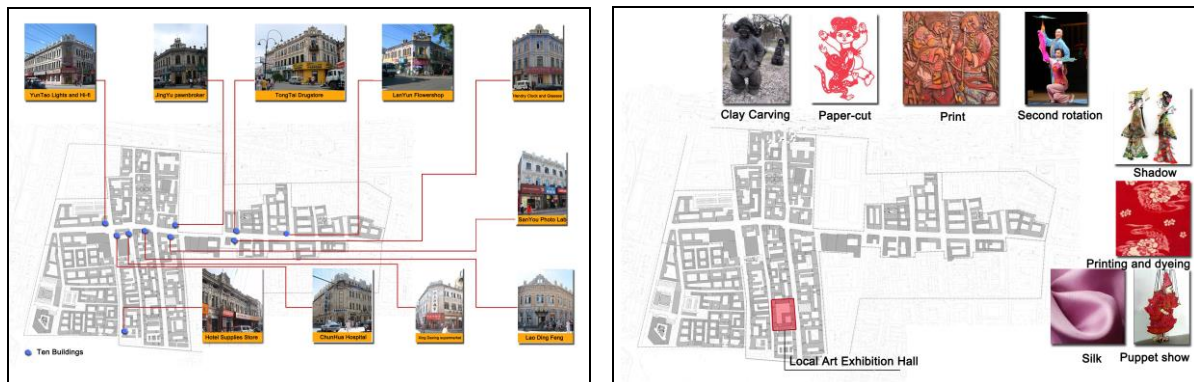 YunTao Lights and Hi-fi
JingYu pawnbroker
TongTai Drugstore
LanYun Flowershop
SanYou Photo Lab
Hotel Supplies Store
ChunHua Hospital
Lao Ding Feng
Ten Buildings
Clay Carving
Paper-cut
Print
Second rotation
Shadow
Printing and dyeing
Silk
Puppet show
Local Art Exhibition Hall